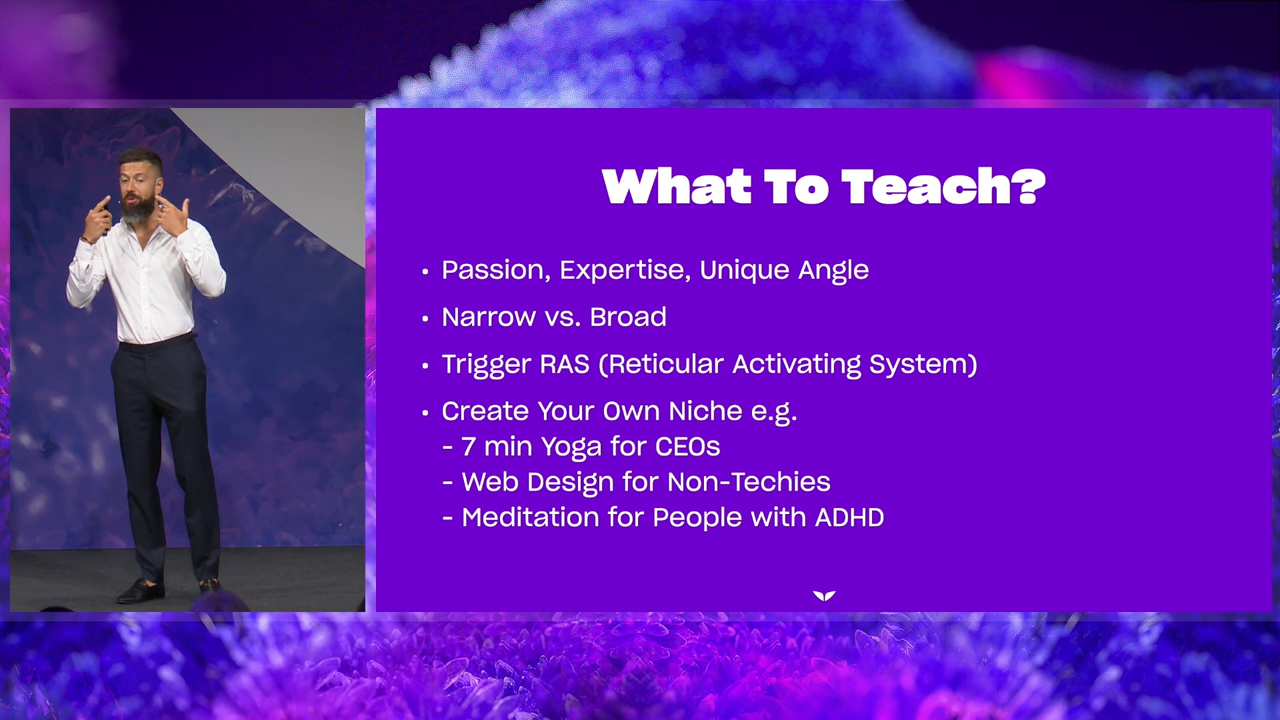 What To Teach?
• Passion, Expertise, Unique Angle
• Narrow vs. Broad
• Trigger RAS (Reticular Activating System)
• Create Your Own Niche e.g.
- 7 min Yoga for CEOs
- Web Design for Non-Techies
- Meditation for People with ADHD